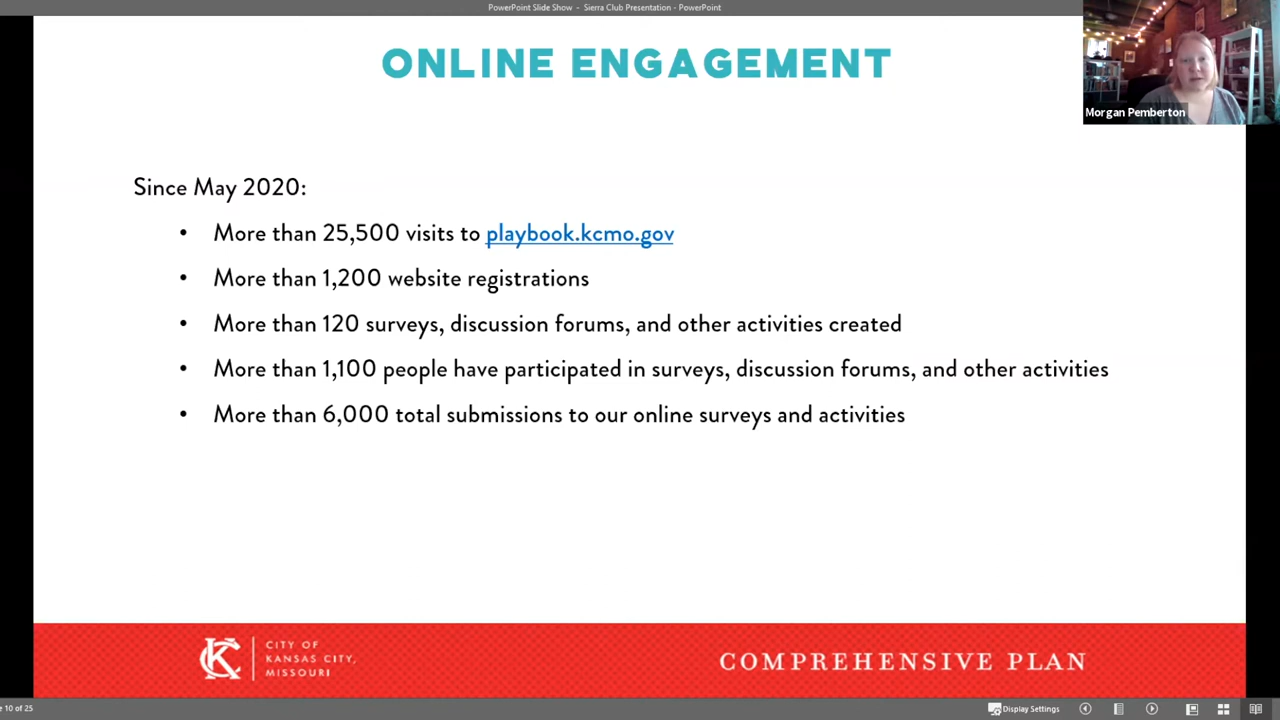 PowerPoint Slide Show - Sierra Club Presentation - PowerPoint
ONLINE ENGAGEMENT
Morgan Pemberton
Since May 2020:
• More than 25,500 visits to playbook.kcmo.gov
• More than 1,200 website registrations
• More than 120 surveys, discussion forums, and other activities created
• More than 1,100 people have participated in surveys, discussion forums, and other activities
• More than 6,000 total submissions to our online surveys and activities
KC
CITY OF
KANSAS CITY,
MISSOURI
COMPREHENSIVE PLAN
e 10 of 25
Display Settings